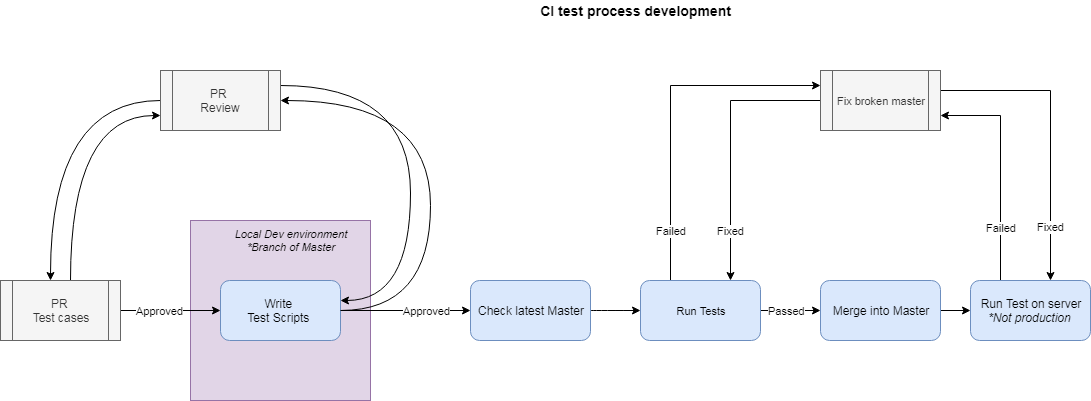 CI test process development
PR
Review
Fix broken master
Local Dev environment
*Branch of Master
Failed
Fixed
Failed
Fixed
PR
Test cases
Approved
Write
Test Scripts
Approved
Check latest Master
Run Tests
Passed
Merge into Master
Run Test on server
*Not production